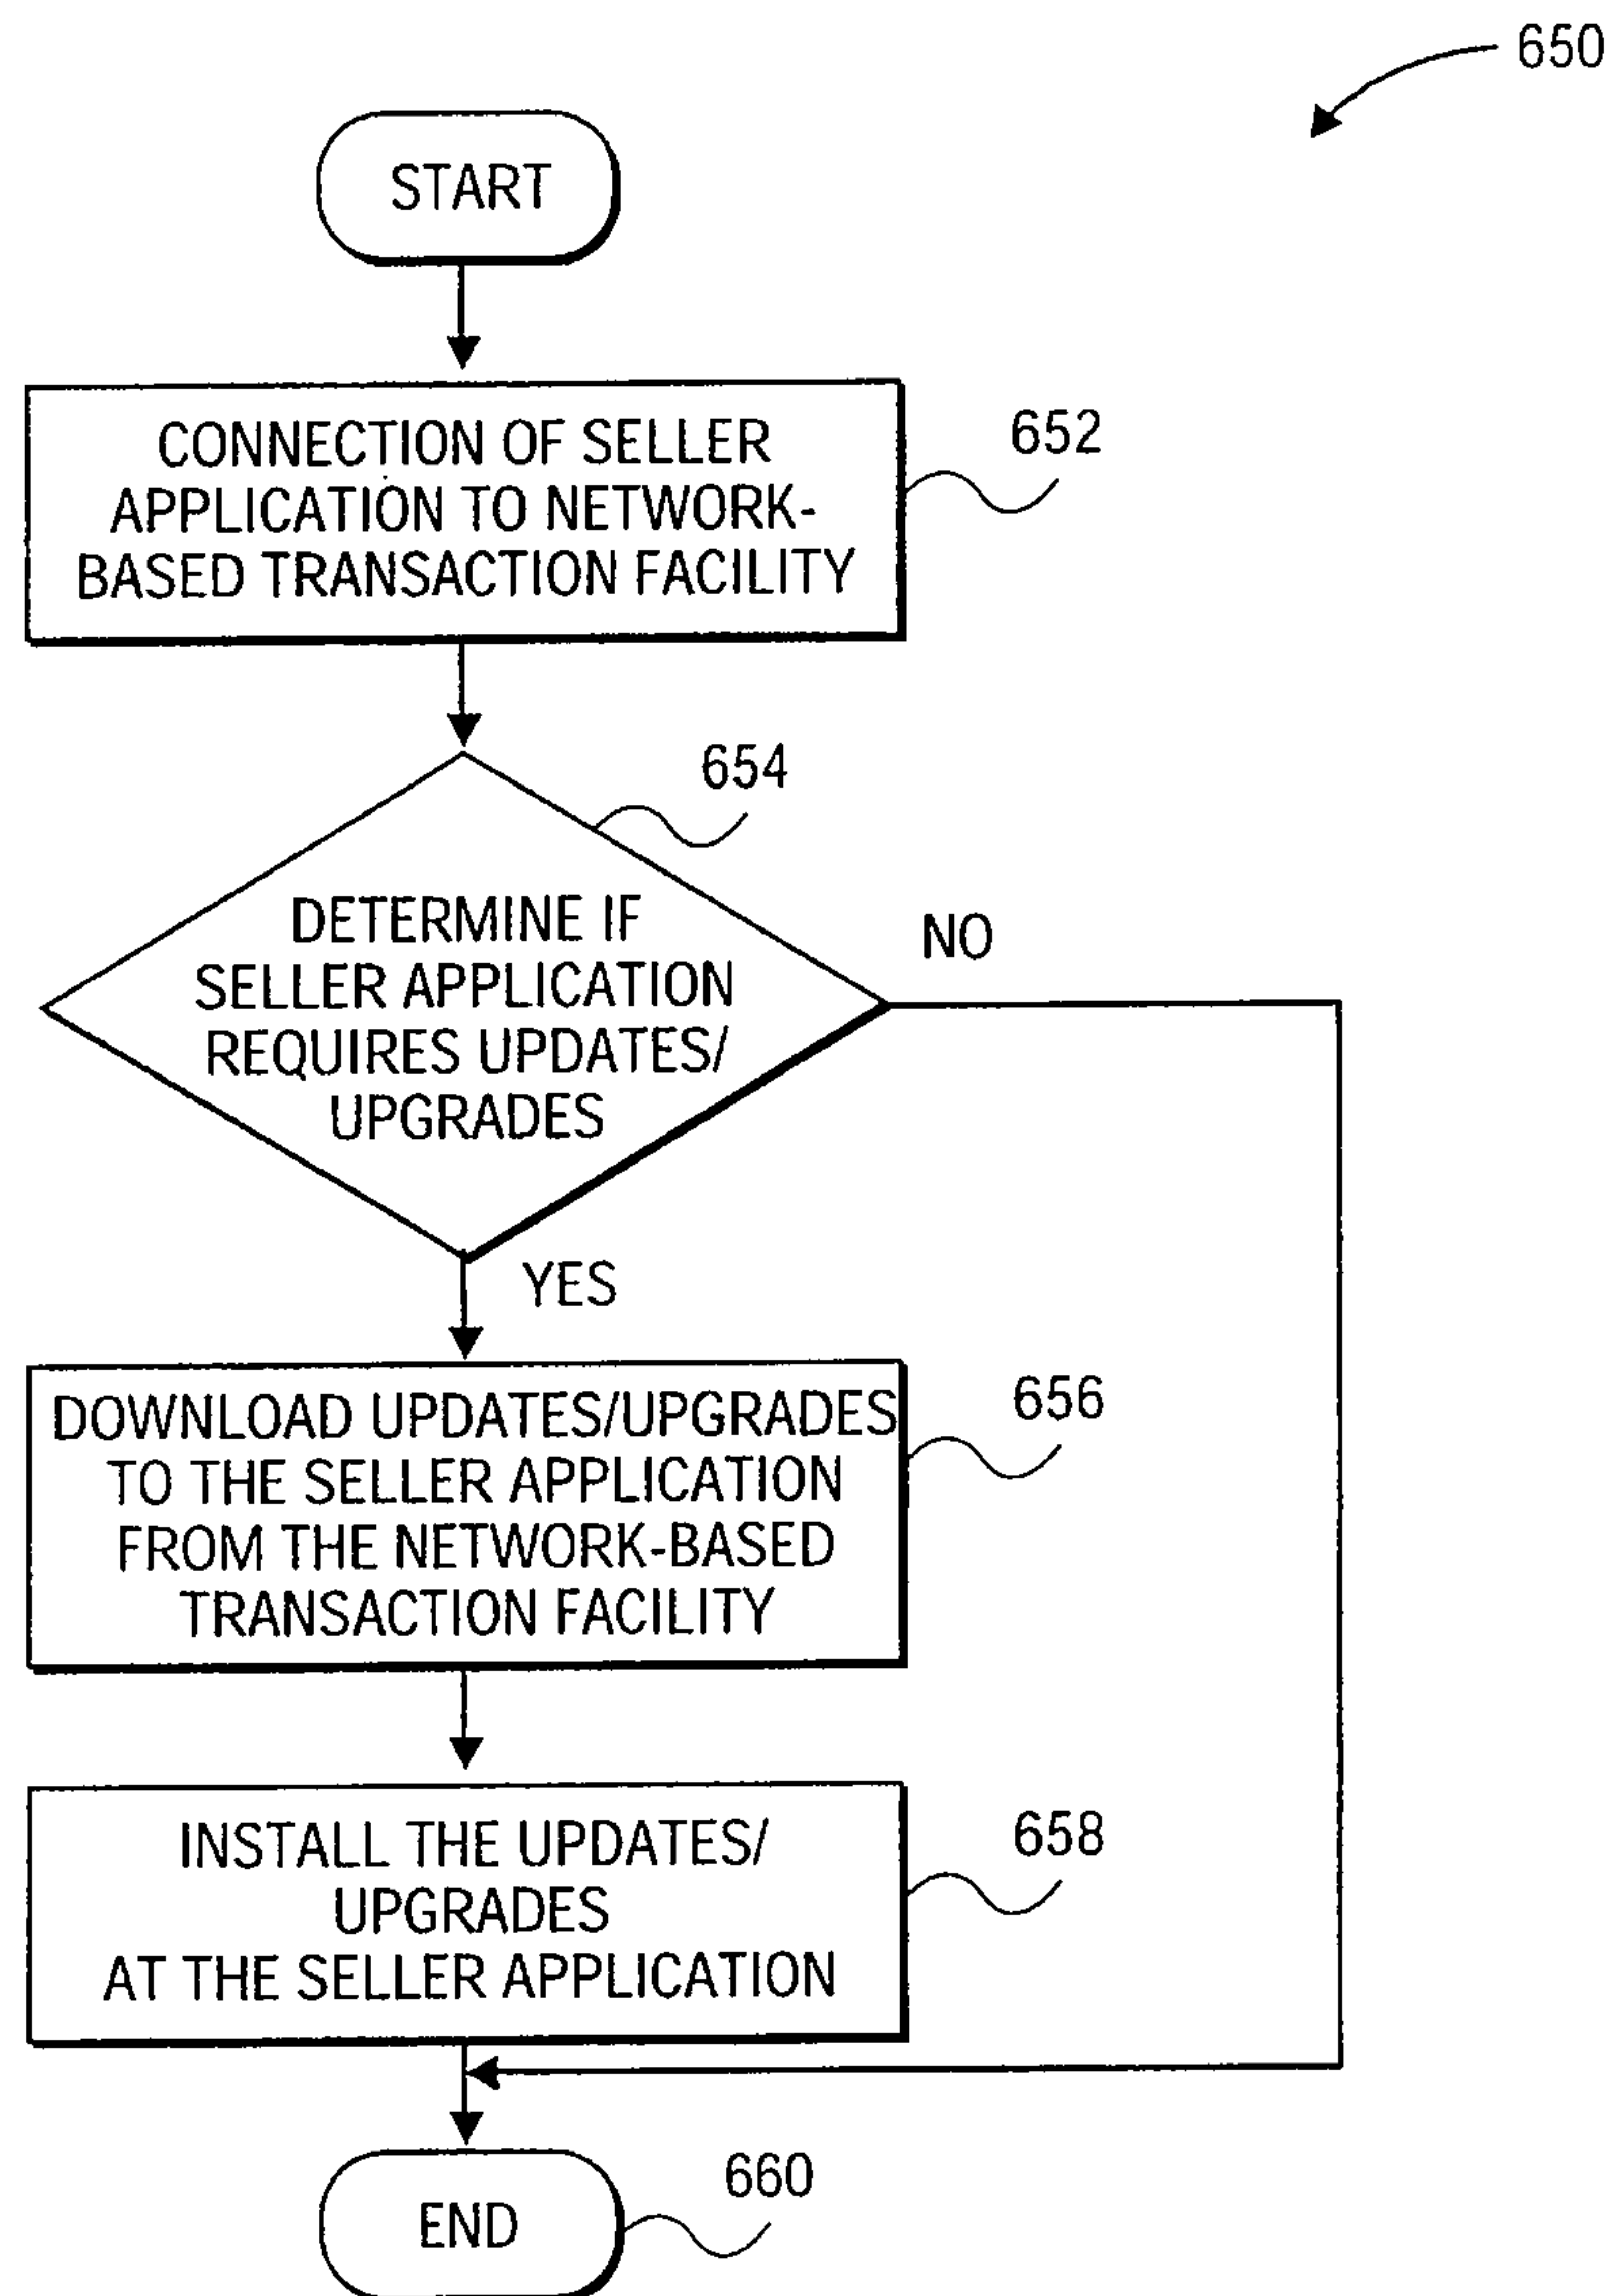 650
START
CONNECTION OF SELLER
APPLICATION TO NETWORK-
BASED TRANSACTION FACILITY
652
654
DETERMINE IF
SELLER APPLICATION
REQUIRES UPDATES/
UPGRADES
NO
YES
DOWNLOAD UPDATES/UPGRADES
TO THE SELLER APPLICATION
FROM THE NETWORK-BASED
TRANSACTION FACILITY
656
INSTALL THE UPDATES/
UPGRADES
AT THE SELLER APPLICATION
658
END
660